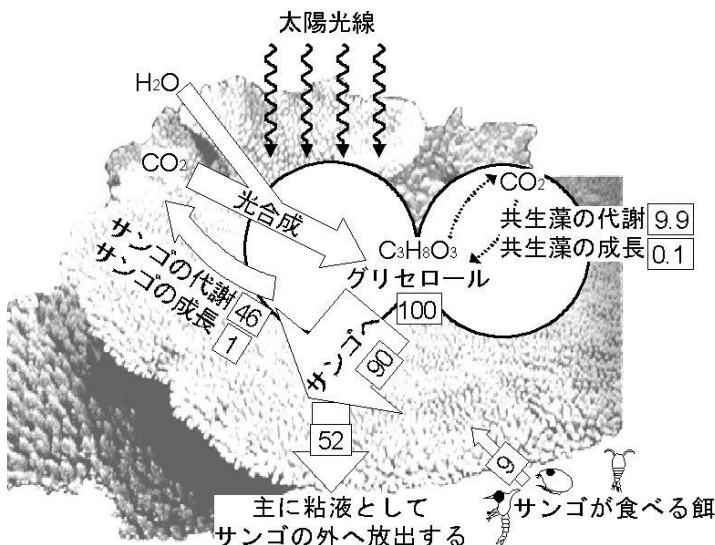 太陽光線
H₂O
CO₂
光合成
CO₂
共生藻の代謝 9.9
共生藻の成長 0.1
C₃H₈O₃
グリセロール
100
サンゴの代謝 46
サンゴの成長 1
サンゴへ 90
52
9
主に粘液として
サンゴの外へ放出する
サンゴが食べる餌